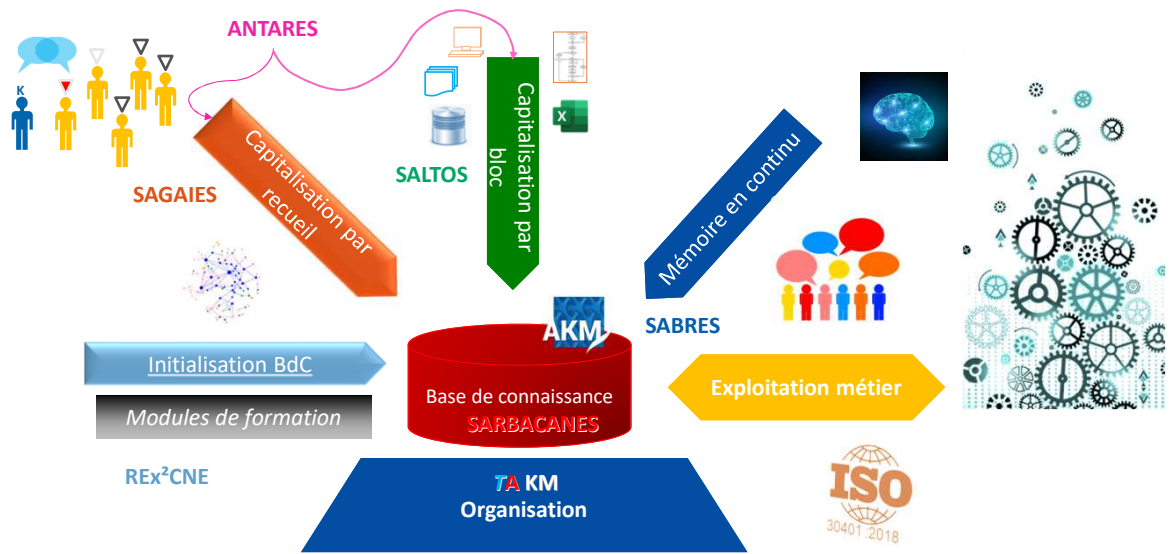 ANTARES
K
Capitalisation par
recueil
SAGAIES
SALTOS
Capitalisation par
bloc
X
Mémoire en continu
SABRES
AKM
Initialisation BdC
Modules de formation
REx²CNE
Base de connaissance
SARBACANES
Exploitation métier
TA KM
Organisation
ISO
30401:2018